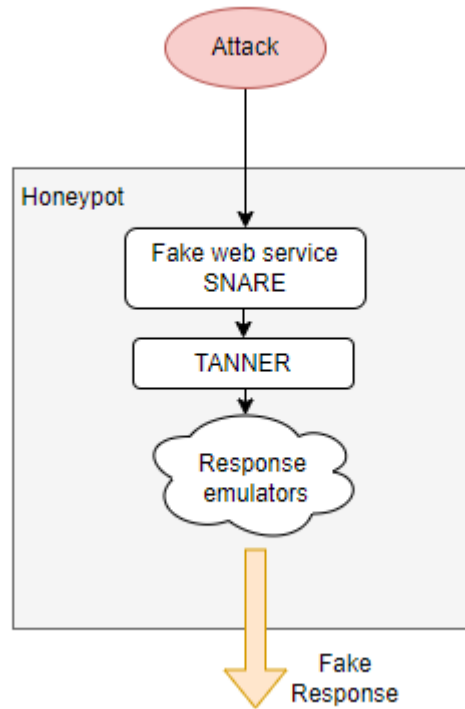 Attack
Honeypot
Fake web service
SNARE
TANNER
Response
emulators
Fake
Response